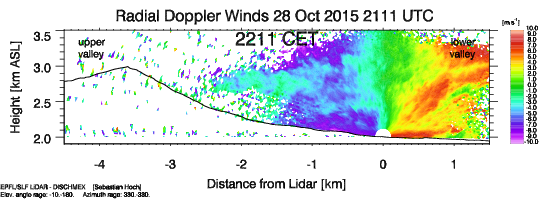 Radial Doppler Winds 28 Oct 2015 2111 UTC
2211 CET
[ms⁻¹]
upper
valley
lower
valley
3.5
3.0
2.5
2.0
Height [km ASL]
10.0
9.0
8.0
7.0
6.0
5.0
4.0
3.0
2.0
1.0
0.0
-1.0
-2.0
-3.0
-4.0
-5.0
-6.0
-7.0
-8.0
-9.0
-10.0
-4 -3 -2 -1 0 1
Distance from Lidar [km]
EPFL/SLF LIDAR - DISCHMEX [Sebastian Hoch]
Elev. angle rage: -10.-180. Azimuth rage: 330.-330.